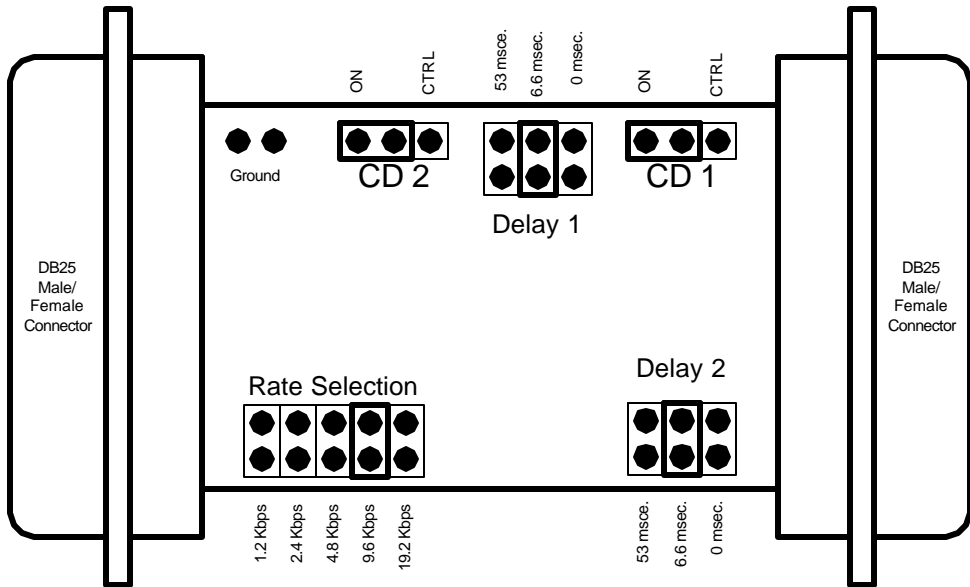 ON
CTRL
53 msce.
6.6 msec.
0 msec.
ON
CTRL
Ground
CD 2
CD 1
Delay 1
DB25
Male/
Female
Connector
DB25
Male/
Female
Connector
Rate Selection
Delay 2
1.2 Kbps
2.4 Kbps
4.8 Kbps
9.6 Kbps
19.2 Kbps
53 msce.
6.6 msec.
0 msec.